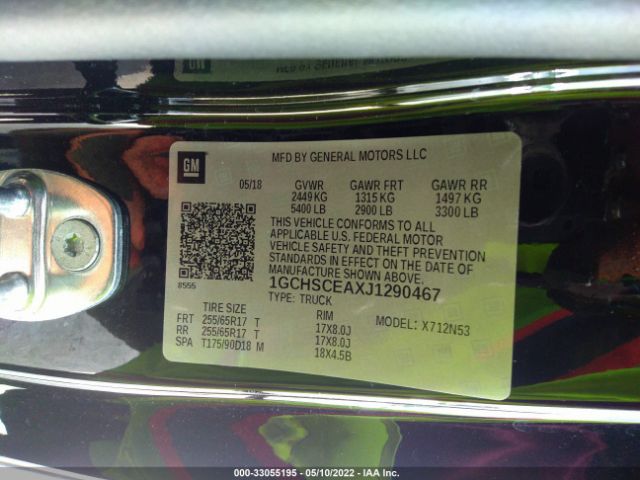 GM
MFD BY GENERAL MOTORS LLC
05/18 GVWR GAWR FRT GAWR RR
2449 KG 1315 KG 1497 KG
5400 LB 2900 LB 3300 LB
THIS VEHICLE CONFORMS TO ALL
APPLICABLE U.S. FEDERAL MOTOR
VEHICLE SAFETY AND THEFT PREVENTION
STANDARDS IN EFFECT ON THE DATE OF
MANUFACTURE SHOWN ABOVE.
8555 1GCHSCEAXJ1290467
TYPE: TRUCK
TIRE SIZE RIM MODEL: X712N53
FRT 255/65R17 T 17X8.0J
RR 255/65R17 T 17X8.0J
SPA T175/90D18 M 18X4.5B
000-33055195 - 05/10/2022 - IAA Inc.